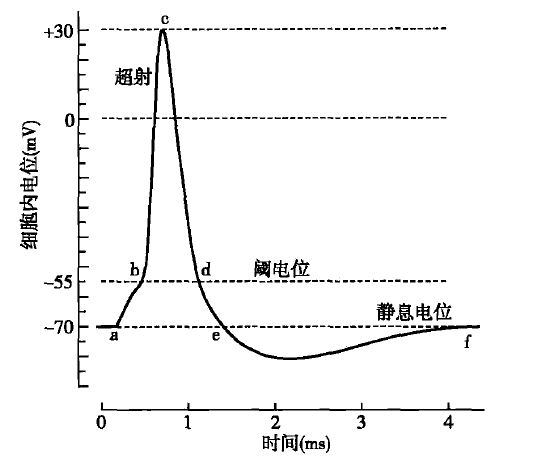 +30
c
超射
0
细胞内电位(mV)
b
d
阈电位
-55
静息电位
-70
a
e
f
0 1 2 3 4
时间(ms)